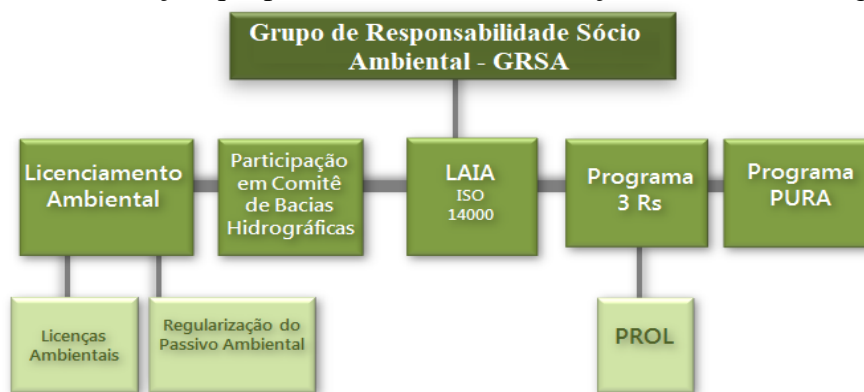 Grupo de Responsabilidade Sócio
Ambiental - GRSA
Licenciamento
Ambiental
Participação
em Comitê
de Bacias
Hidrográficas
LAIA
ISO
14000
Programa
3 Rs
Programa
PURA
Licenças
Ambientais
Regularização do
Passivo Ambiental
PROL